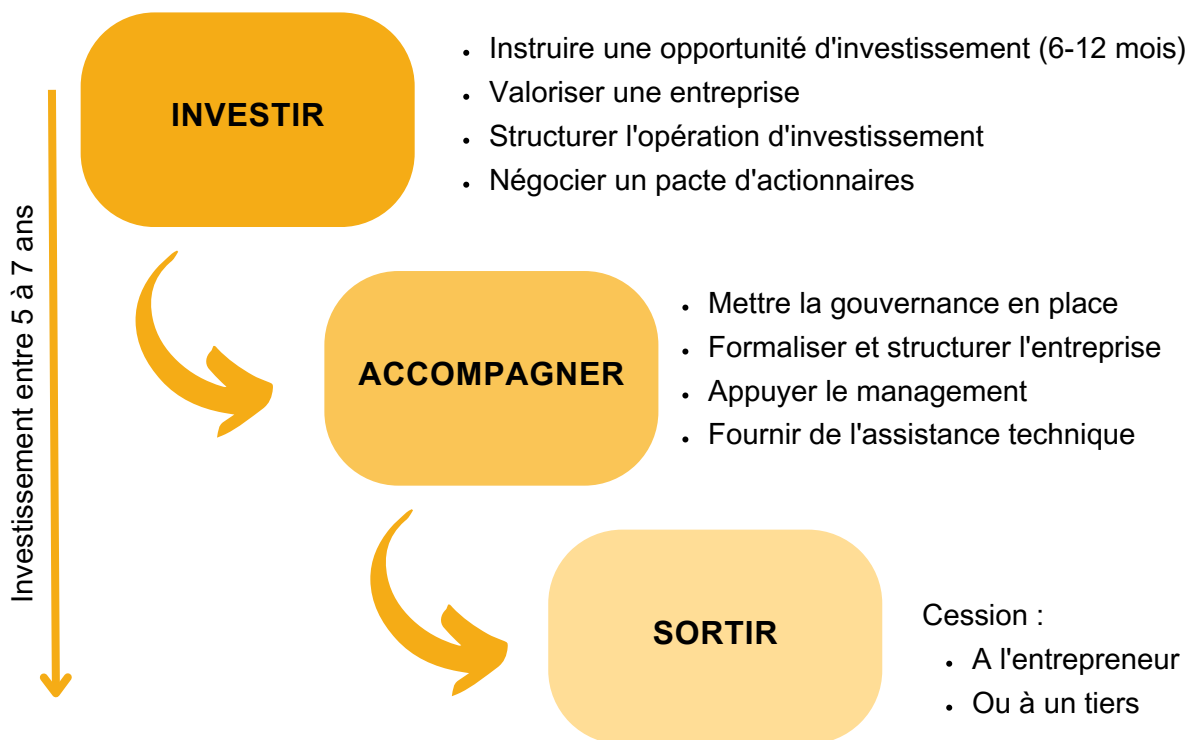 Investissement entre 5 à 7 ans
INVESTIR
• Instruire une opportunité d'investissement (6-12 mois)
• Valoriser une entreprise
• Structurer l'opération d'investissement
• Négocier un pacte d'actionnaires
ACCOMPAGNER
• Mettre la gouvernance en place
• Formaliser et structurer l'entreprise
• Appuyer le management
• Fournir de l'assistance technique
SORTIR
Cession :
• A l'entrepreneur
• Ou à un tiers